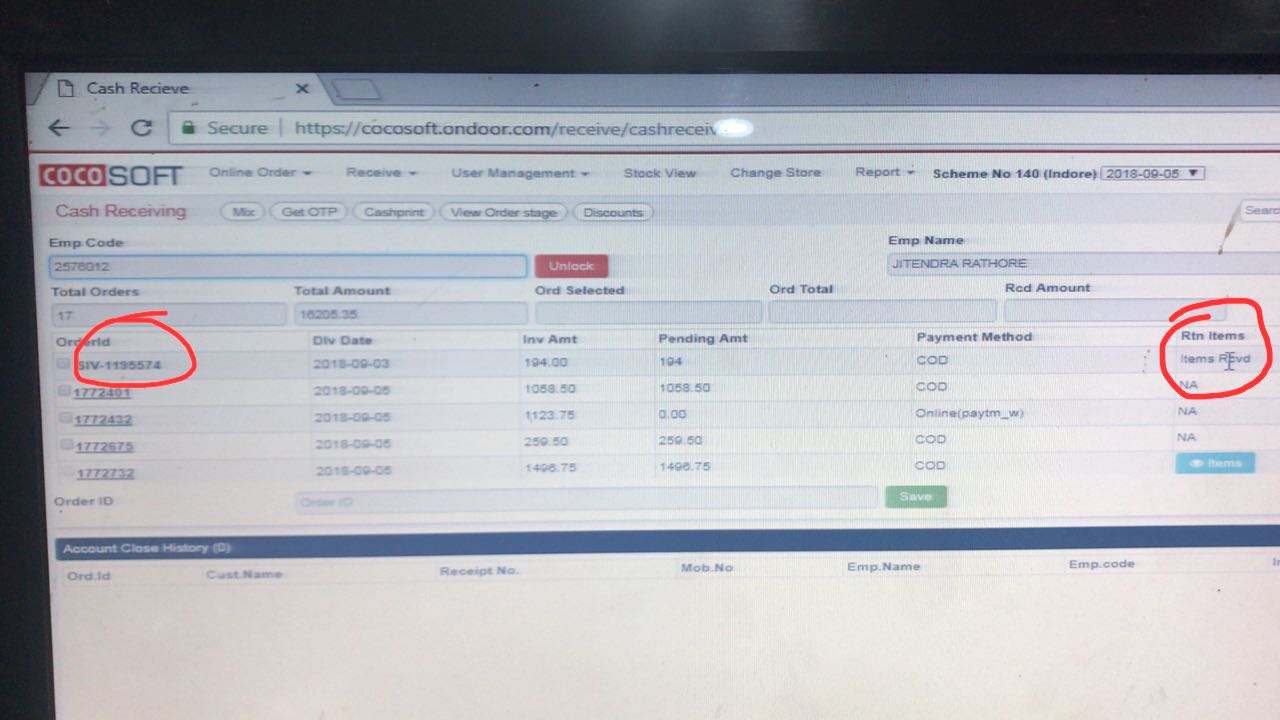 Cash Recieve
Secure https://cocosoft.ondoor.com/receive/cashreceiv
COCOSOFT Online Order Receive User Management Stock View Change Store Report Scheme No 140 (Indore) 2018-09-05
Cash Receiving Mix Get OTP Cashprint View Order stage Discounts Searc
Emp Code Emp Name
2576012 Unlock JITENDRA RATHORE
Total Orders Total Amount Ord Selected Ord Total Rcd Amount
17 16205.35
OrderId Dlv Date Inv Amt Pending Amt Payment Method Rtn Items
SIV-1195574 2018-09-03 194.00 194 COD Items REvd
1772401 2018-09-05 1058.50 1058.50 COD NA
1772432 2018-09-05 1123.75 0.00 Online(paytm_w) NA
1772675 2018-09-05 259.50 259.50 COD NA
1772732 2018-09-05 1496.75 1496.75 COD Items
Order ID Order ID Save
Account Close History (0)
Ord.Id Cust.Name Receipt No. Mob.No Emp.Name Emp.code